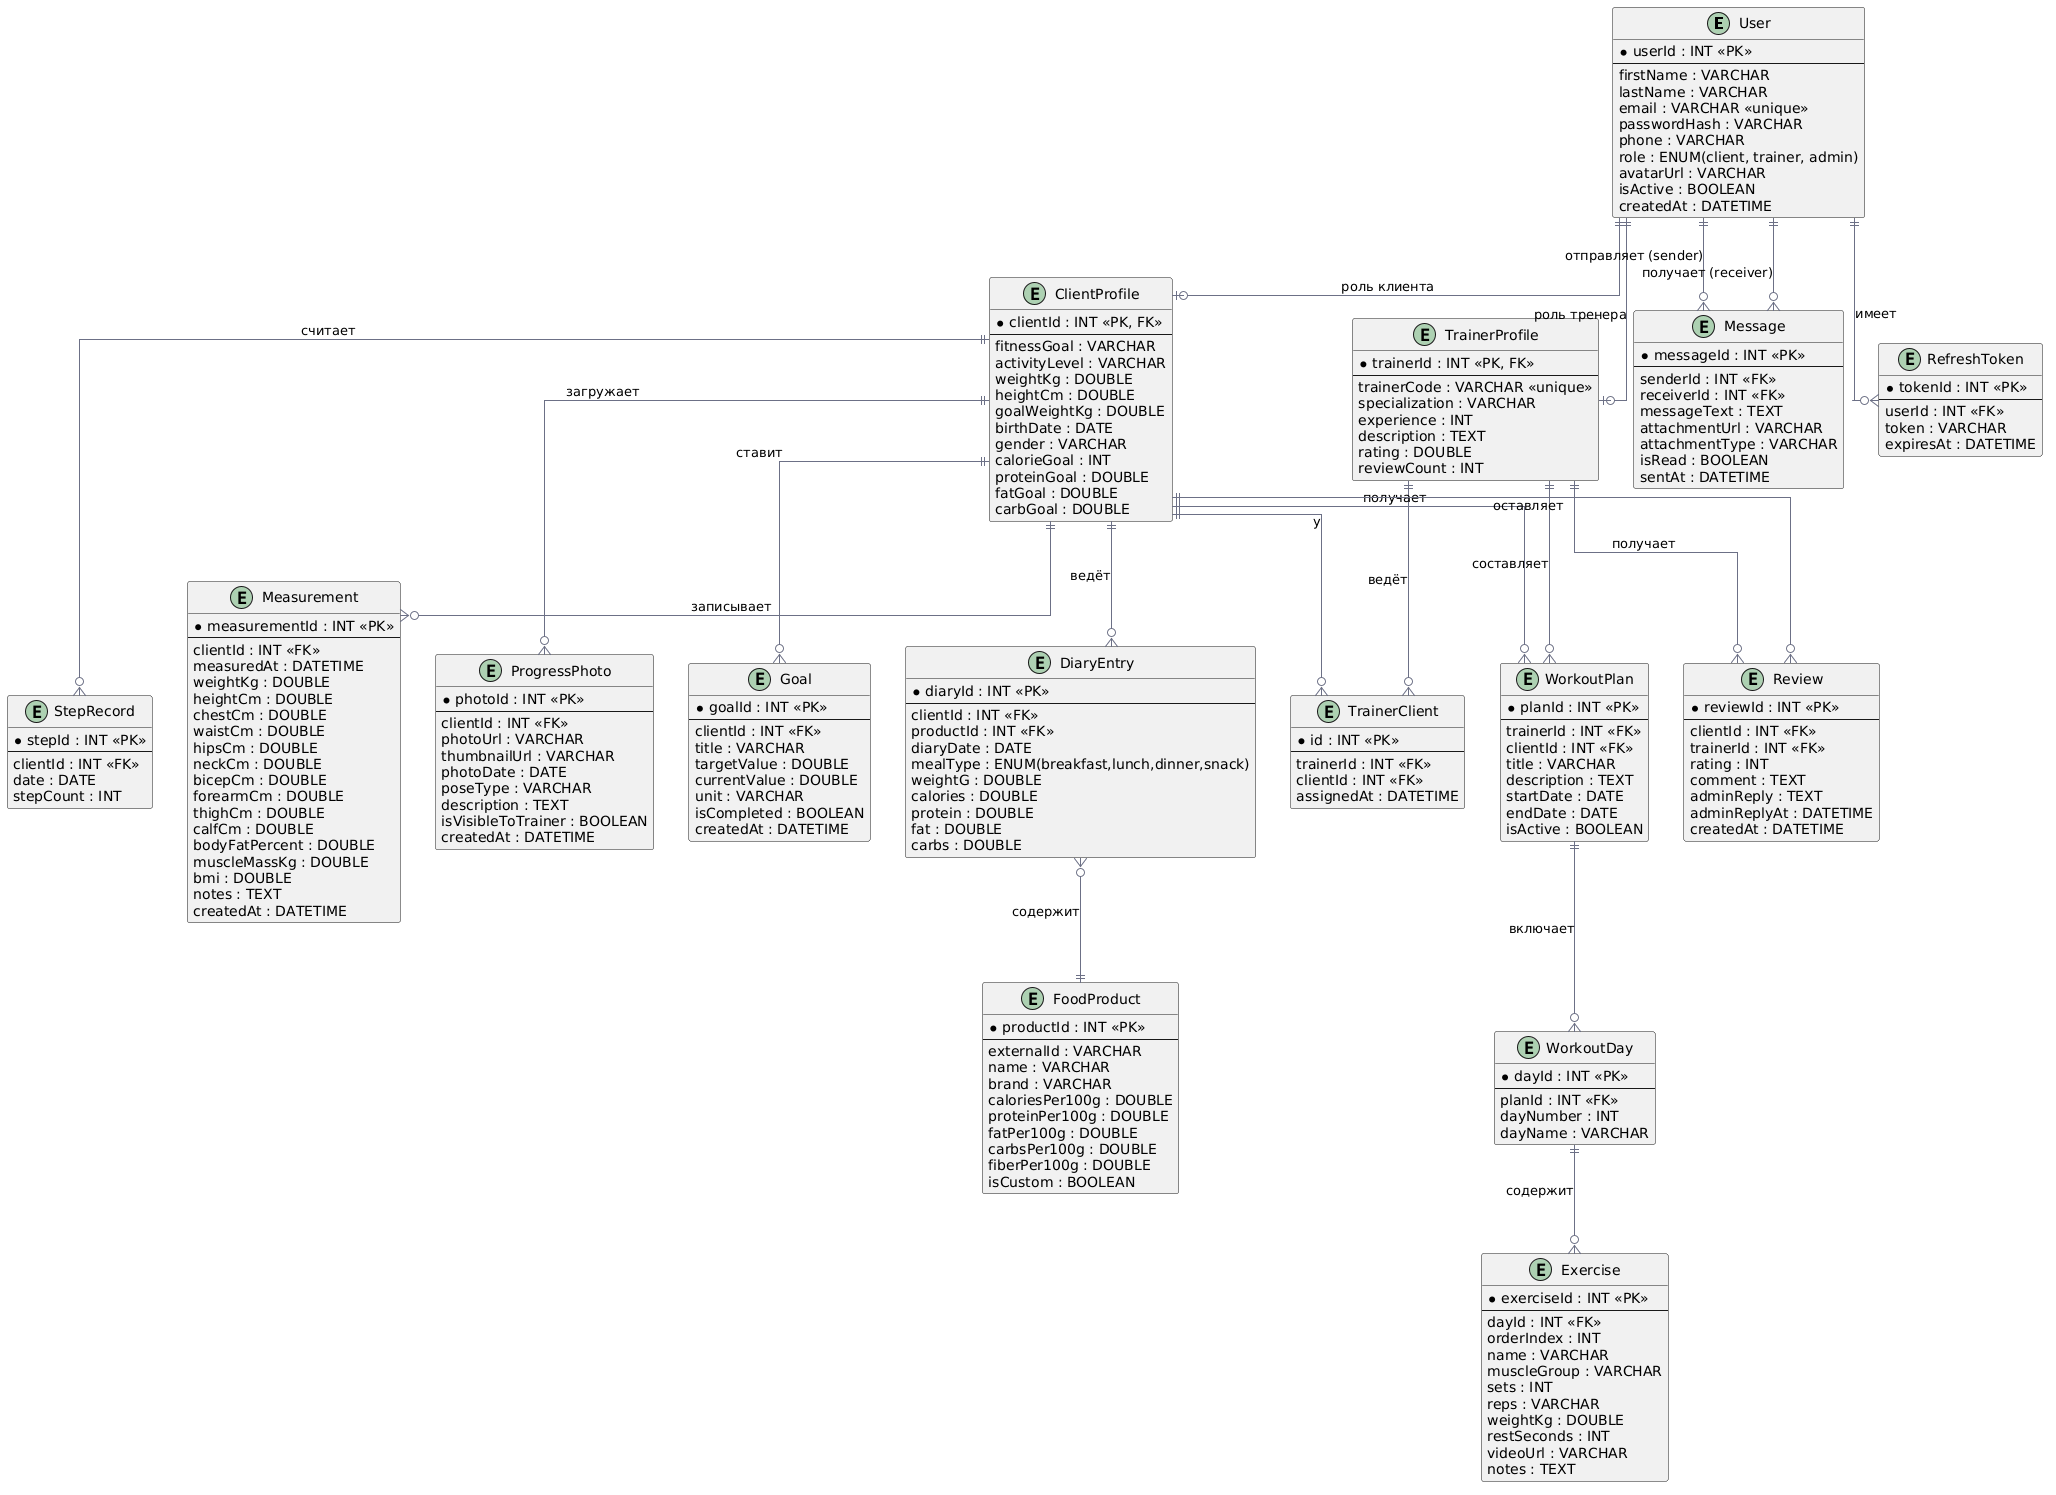 E User
* userId : INT «PK»
firstName : VARCHAR
lastName : VARCHAR
email : VARCHAR «unique»
passwordHash : VARCHAR
phone : VARCHAR
role : ENUM(client, trainer, admin)
avatarUrl : VARCHAR
isActive : BOOLEAN
createdAt : DATETIME
отправляет (sender)
получает (receiver)
роль клиента
роль тренера
имеет
E ClientProfile
* clientId : INT «PK, FK»
fitnessGoal : VARCHAR
activityLevel : VARCHAR
weightKg : DOUBLE
heightCm : DOUBLE
goalWeightKg : DOUBLE
birthDate : DATE
gender : VARCHAR
calorieGoal : INT
proteinGoal : DOUBLE
fatGoal : DOUBLE
carbGoal : DOUBLE
E TrainerProfile
* trainerId : INT «PK, FK»
trainerCode : VARCHAR «unique»
specialization : VARCHAR
experience : INT
description : TEXT
rating : DOUBLE
reviewCount : INT
E Message
* messageId : INT «PK»
senderId : INT «FK»
receiverId : INT «FK»
messageText : TEXT
attachmentUrl : VARCHAR
attachmentType : VARCHAR
isRead : BOOLEAN
sentAt : DATETIME
E RefreshToken
* tokenId : INT «PK»
userId : INT «FK»
token : VARCHAR
expiresAt : DATETIME
считает
загружает
ставит
записывает
ведёт
у
получает
оставляет
ведёт
составляет
получает
E StepRecord
* stepId : INT «PK»
clientId : INT «FK»
date : DATE
stepCount : INT
E Measurement
* measurementId : INT «PK»
clientId : INT «FK»
measuredAt : DATETIME
weightKg : DOUBLE
heightCm : DOUBLE
chestCm : DOUBLE
waistCm : DOUBLE
hipsCm : DOUBLE
neckCm : DOUBLE
bicepCm : DOUBLE
forearmCm : DOUBLE
thighCm : DOUBLE
calfCm : DOUBLE
bodyFatPercent : DOUBLE
muscleMassKg : DOUBLE
bmi : DOUBLE
notes : TEXT
createdAt : DATETIME
E ProgressPhoto
* photoId : INT «PK»
clientId : INT «FK»
photoUrl : VARCHAR
thumbnailUrl : VARCHAR
photoDate : DATE
poseType : VARCHAR
description : TEXT
isVisibleToTrainer : BOOLEAN
createdAt : DATETIME
E Goal
* goalId : INT «PK»
clientId : INT «FK»
title : VARCHAR
targetValue : DOUBLE
currentValue : DOUBLE
unit : VARCHAR
isCompleted : BOOLEAN
createdAt : DATETIME
E DiaryEntry
* diaryId : INT «PK»
clientId : INT «FK»
productId : INT «FK»
diaryDate : DATE
mealType : ENUM(breakfast,lunch,dinner,snack)
weightG : DOUBLE
calories : DOUBLE
protein : DOUBLE
fat : DOUBLE
carbs : DOUBLE
E TrainerClient
* id : INT «PK»
trainerId : INT «FK»
clientId : INT «FK»
assignedAt : DATETIME
E WorkoutPlan
* planId : INT «PK»
trainerId : INT «FK»
clientId : INT «FK»
title : VARCHAR
description : TEXT
startDate : DATE
endDate : DATE
isActive : BOOLEAN
E Review
* reviewId : INT «PK»
clientId : INT «FK»
trainerId : INT «FK»
rating : INT
comment : TEXT
adminReply : TEXT
adminReplyAt : DATETIME
createdAt : DATETIME
содержит
включает
E FoodProduct
* productId : INT «PK»
externalId : VARCHAR
name : VARCHAR
brand : VARCHAR
caloriesPer100g : DOUBLE
proteinPer100g : DOUBLE
fatPer100g : DOUBLE
carbsPer100g : DOUBLE
fiberPer100g : DOUBLE
isCustom : BOOLEAN
E WorkoutDay
* dayId : INT «PK»
planId : INT «FK»
dayNumber : INT
dayName : VARCHAR
содержит
E Exercise
* exerciseId : INT «PK»
dayId : INT «FK»
orderIndex : INT
name : VARCHAR
muscleGroup : VARCHAR
sets : INT
reps : VARCHAR
weightKg : DOUBLE
restSeconds : INT
videoUrl : VARCHAR
notes : TEXT